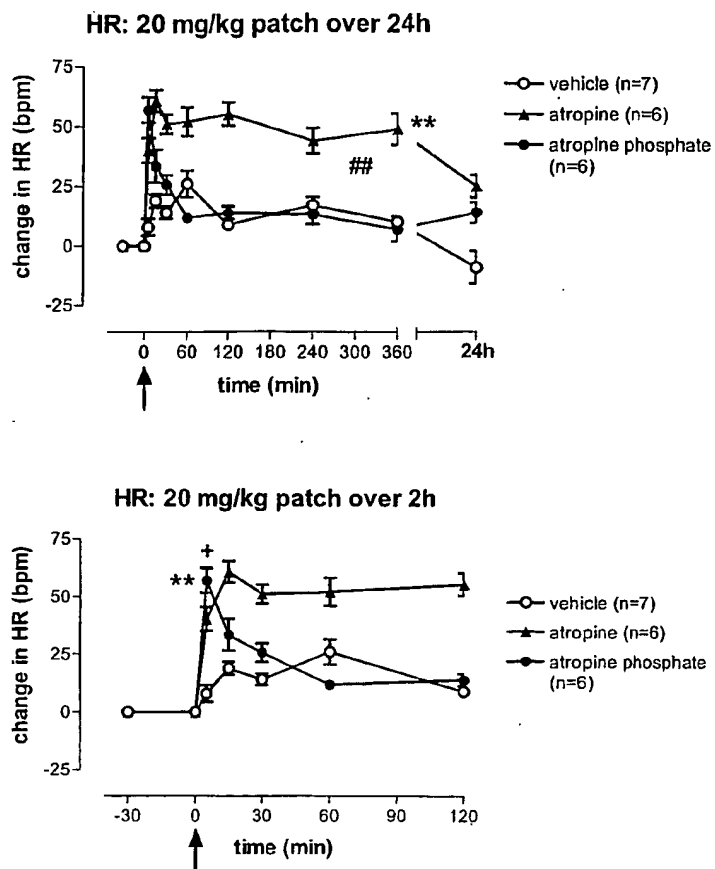 HR: 20 mg/kg patch over 24h
change in HR (bpm)
75
50
25
0
-25
**
##
0 60 120 180 240 300 360 24h
time (min)
vehicle (n=7)
atropine (n=6)
atropine phosphate
(n=6)
HR: 20 mg/kg patch over 2h
change in HR (bpm)
75
50
25
0
-25
+
**
-30 0 30 60 90 120
time (min)
vehicle (n=7)
atropine (n=6)
atropine phosphate
(n=6)